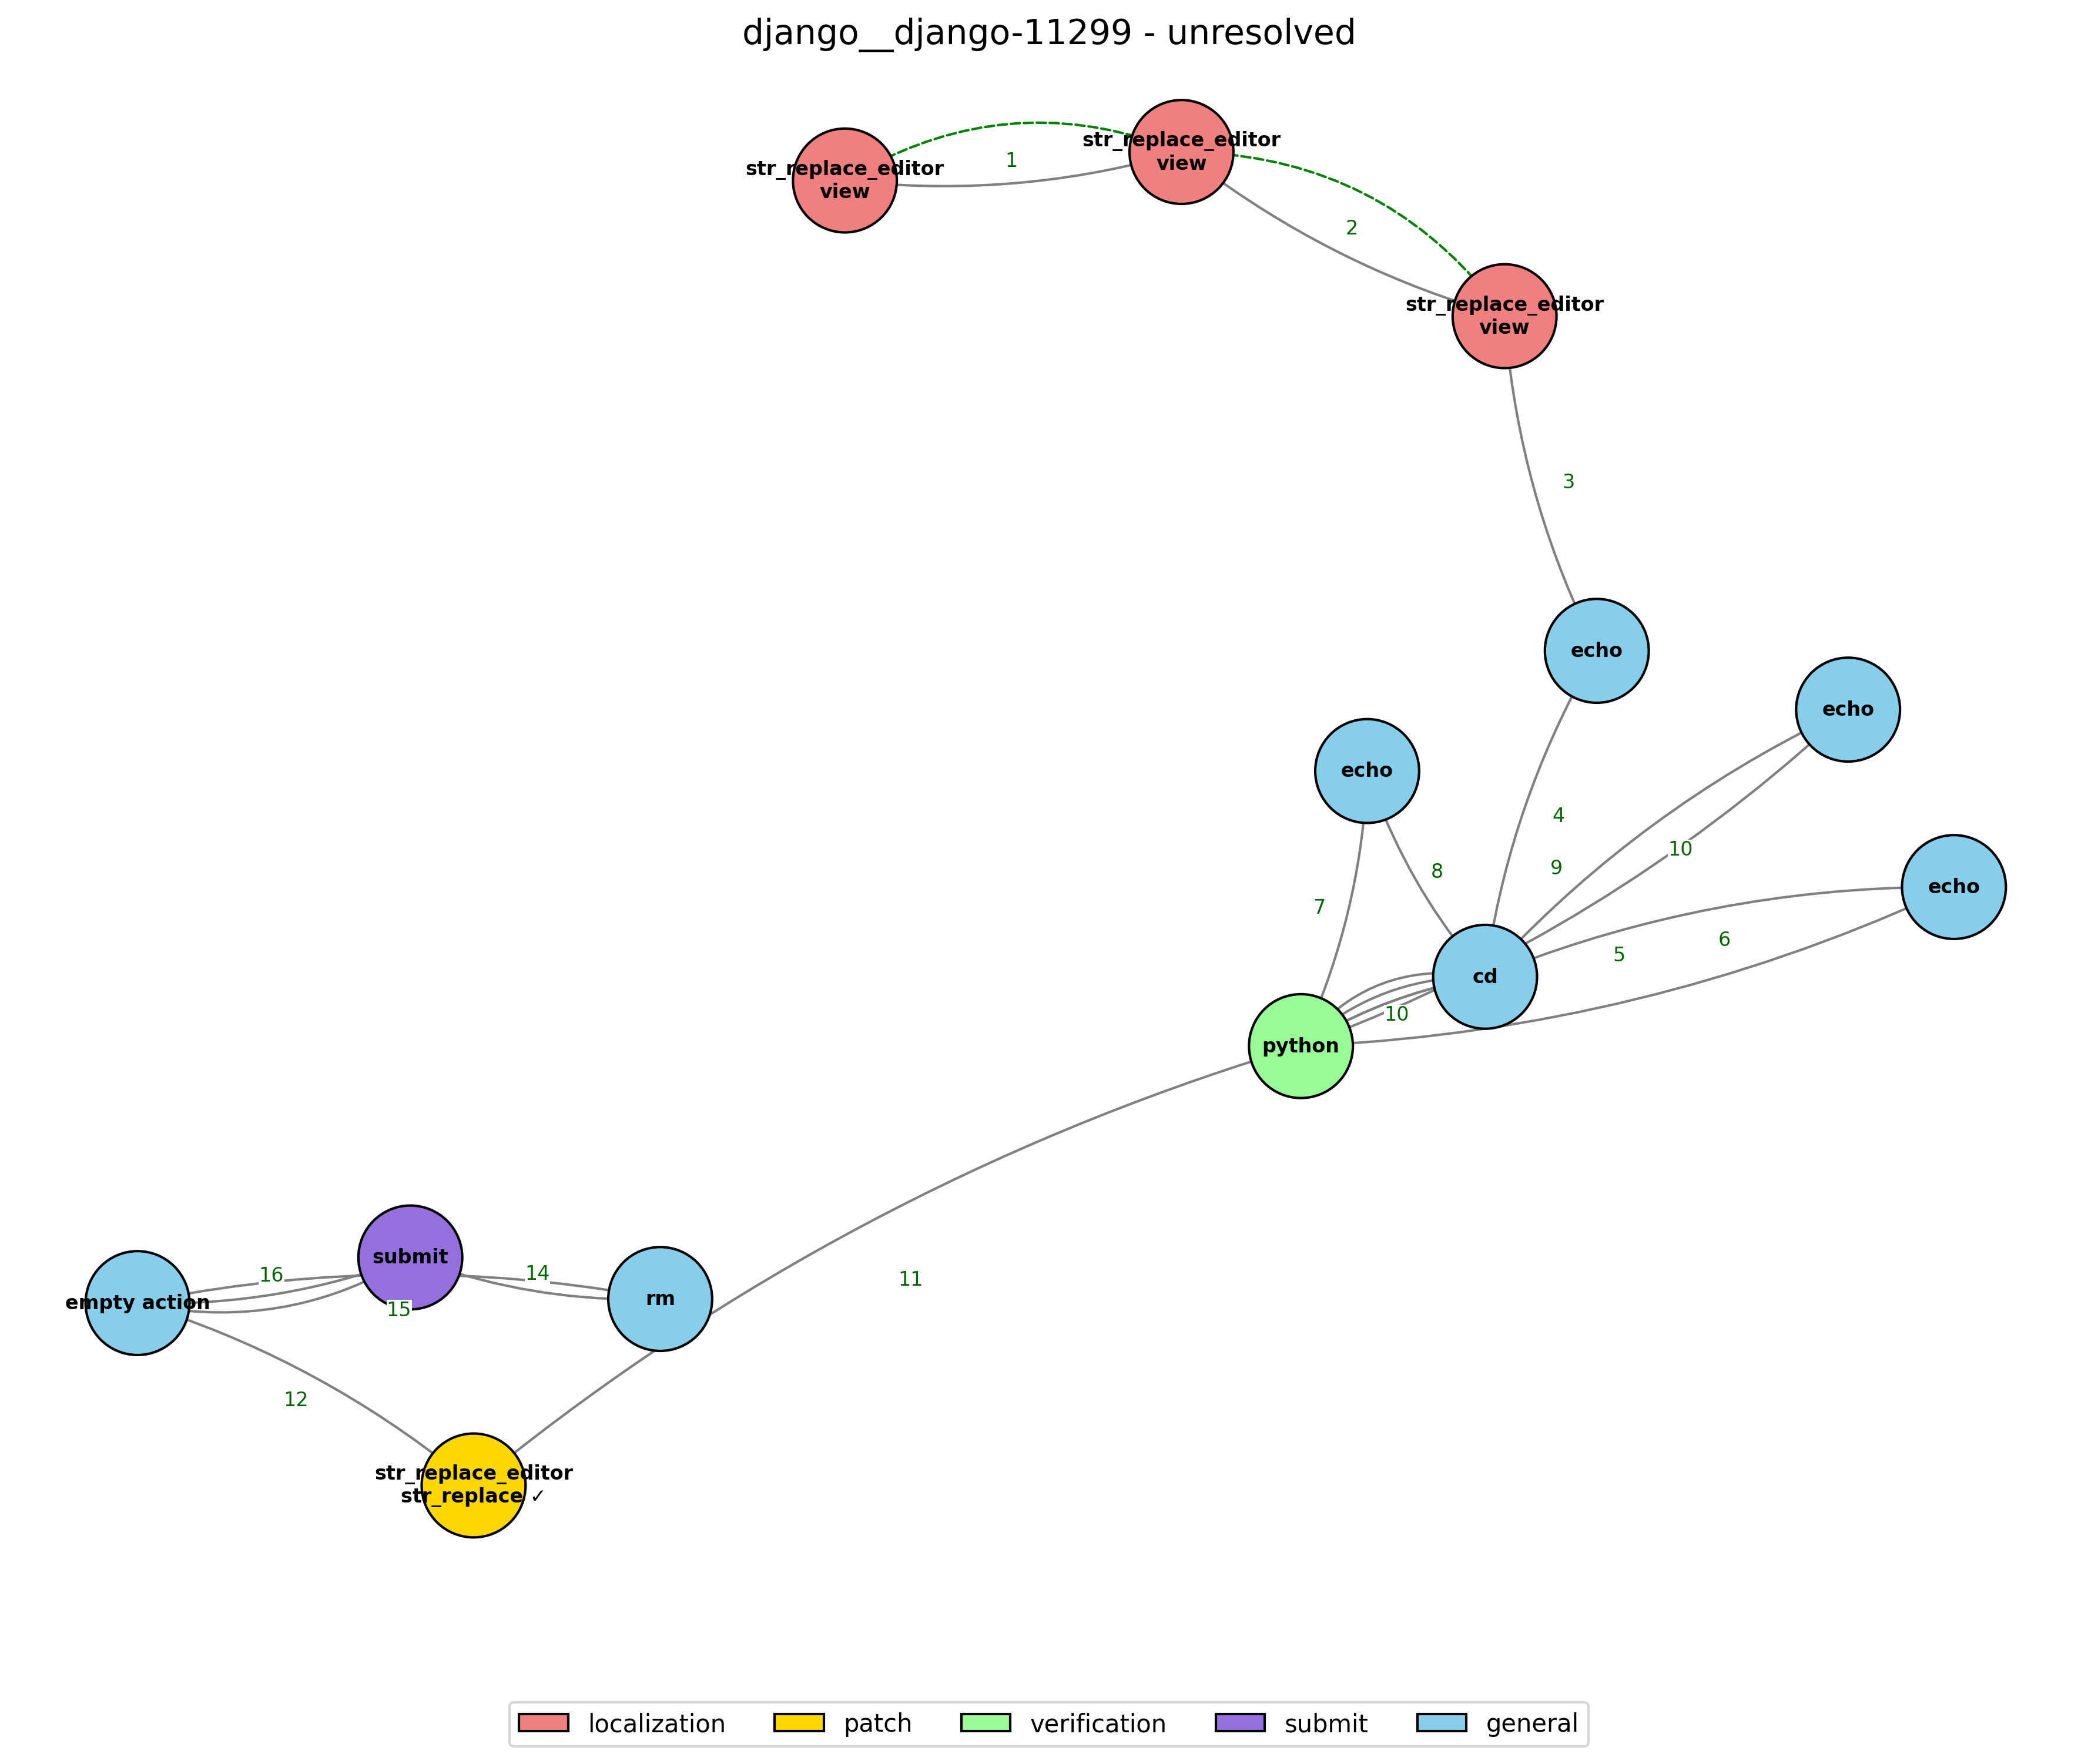 django__django-11299 - unresolved
str_replace_editor
view
1
str_replace_editor
view
2
str_replace_editor
view
3
echo
echo
echo
4
9
10
8
7
echo
6
5
cd
10
python
11
submit
16
14
empty action
15
rm
12
str_replace_editor
str_replace ✓
localization
patch
verification
submit
general